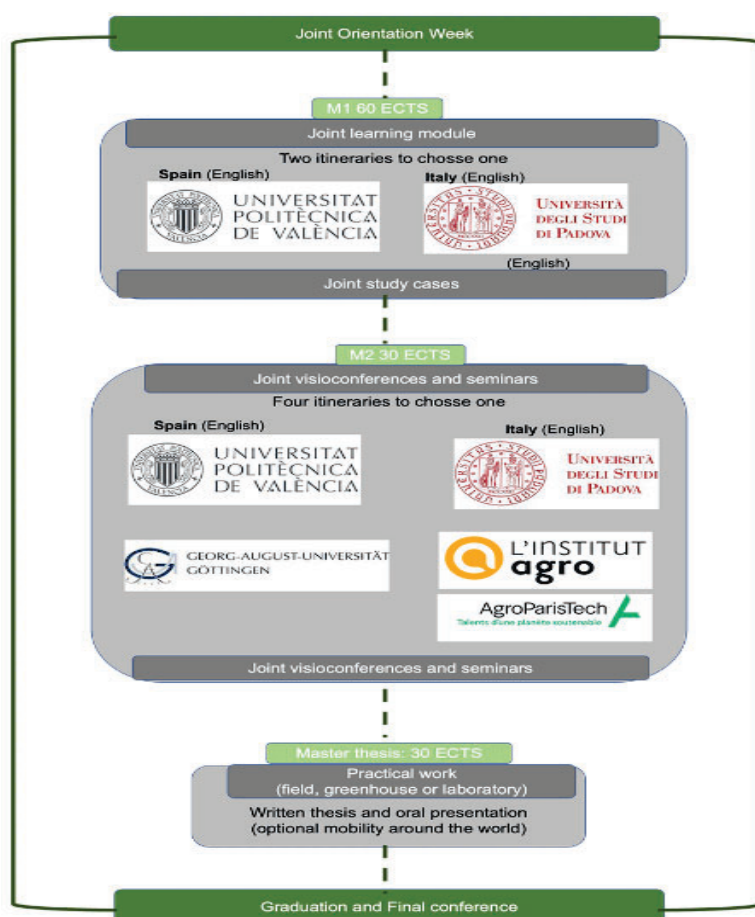 Joint Orientation Week
M1 60 ECTS
Joint learning module
Two itineraries to chosse one
Spain (English)
Italy (English)
UNIVERSITAT
POLITÈCNICA
DE VALÈNCIA
UNIVERSITÀ
DEGLI STUDI
DI PADOVA
(English)
Joint study cases
M2 30 ECTS
Joint visioconferences and seminars
Four itineraries to chosse one
Spain (English)
Italy (English)
UNIVERSITAT
POLITÈCNICA
DE VALÈNCIA
UNIVERSITÀ
DEGLI STUDI
DI PADOVA
GEORG-AUGUST-UNIVERSITÄT
GÖTTINGEN
L'INSTITUT
agro
AgroParisTech
Talents d'une planète soutenable
Joint visioconferences and seminars
Master thesis: 30 ECTS
Practical work
(field, greenhouse or laboratory)
Written thesis and oral presentation
(optional mobility around the world)
Graduation and Final conference